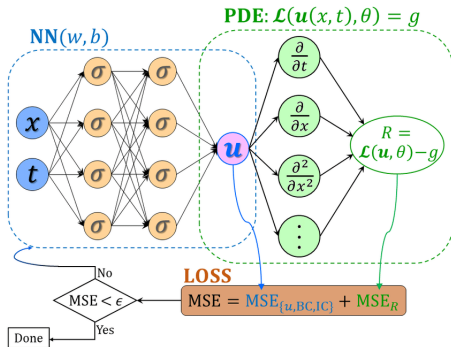 NN(w, b)
PDE: 𝓛(u(x, t), θ) = g
x
t
σ σ
σ σ
σ σ
σ σ
u
∂/∂t
∂/∂x
∂²/∂x²
⋮
R =
𝓛(u, θ)−g
LOSS
MSE = MSE{u,BC,IC} + MSE_R
MSE < ϵ
No
Yes
Done